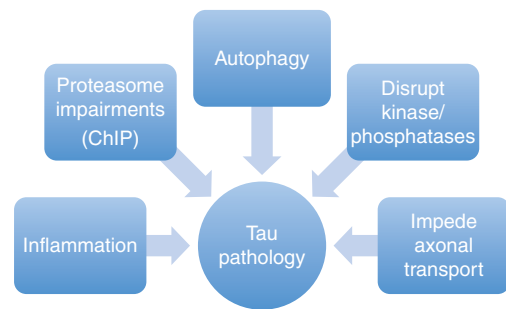 Autophagy
Proteasome
impairments
(ChIP)
Disrupt
kinase/
phosphatases
Inflammation
Tau
pathology
Impede
axonal
transport